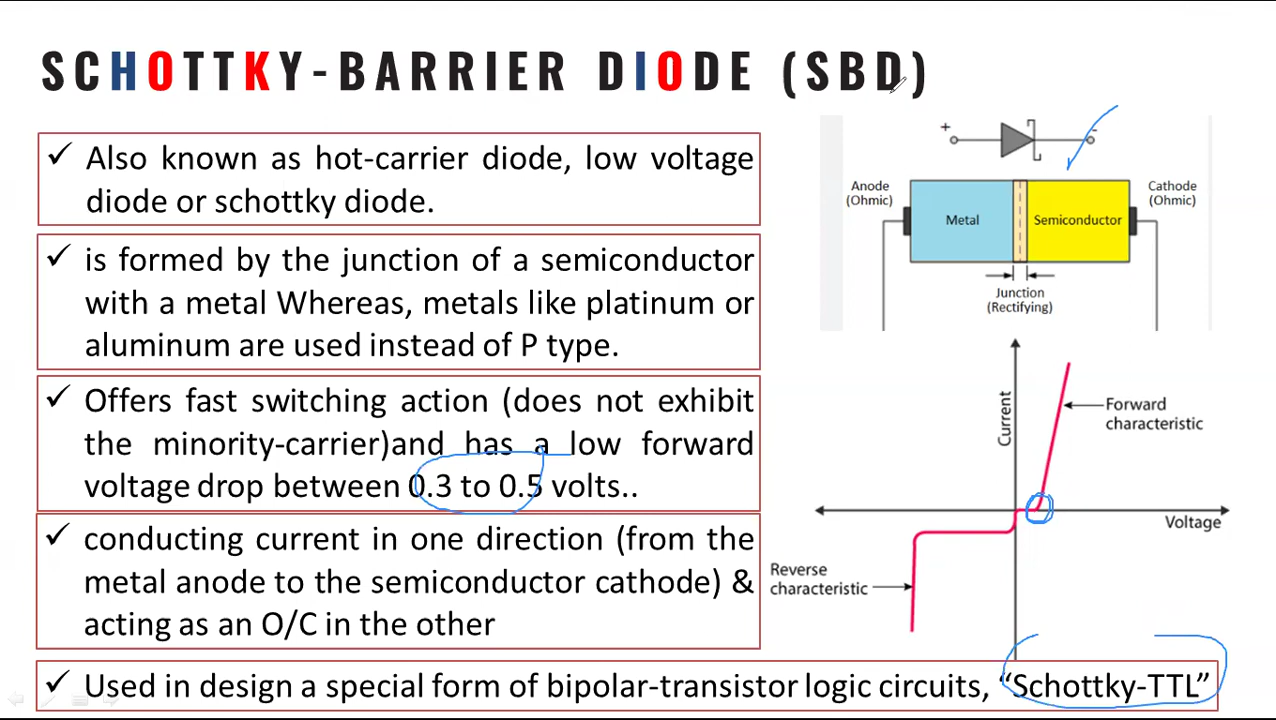 SCHOTTKY-BARRIER DIODE (SBD)
✓ Also known as hot-carrier diode, low voltage
diode or schottky diode.
✓ is formed by the junction of a semiconductor
with a metal Whereas, metals like platinum or
aluminum are used instead of P type.
✓ Offers fast switching action (does not exhibit
the minority-carrier)and has a low forward
voltage drop between 0.3 to 0.5 volts..
✓ conducting current in one direction (from the
metal anode to the semiconductor cathode) &
acting as an O/C in the other
✓ Used in design a special form of bipolar-transistor logic circuits, “Schottky-TTL”
+
-
Anode
(Ohmic)
Metal
Semiconductor
Cathode
(Ohmic)
Junction
(Rectifying)
Current
Forward
characteristic
Voltage
Reverse
characteristic